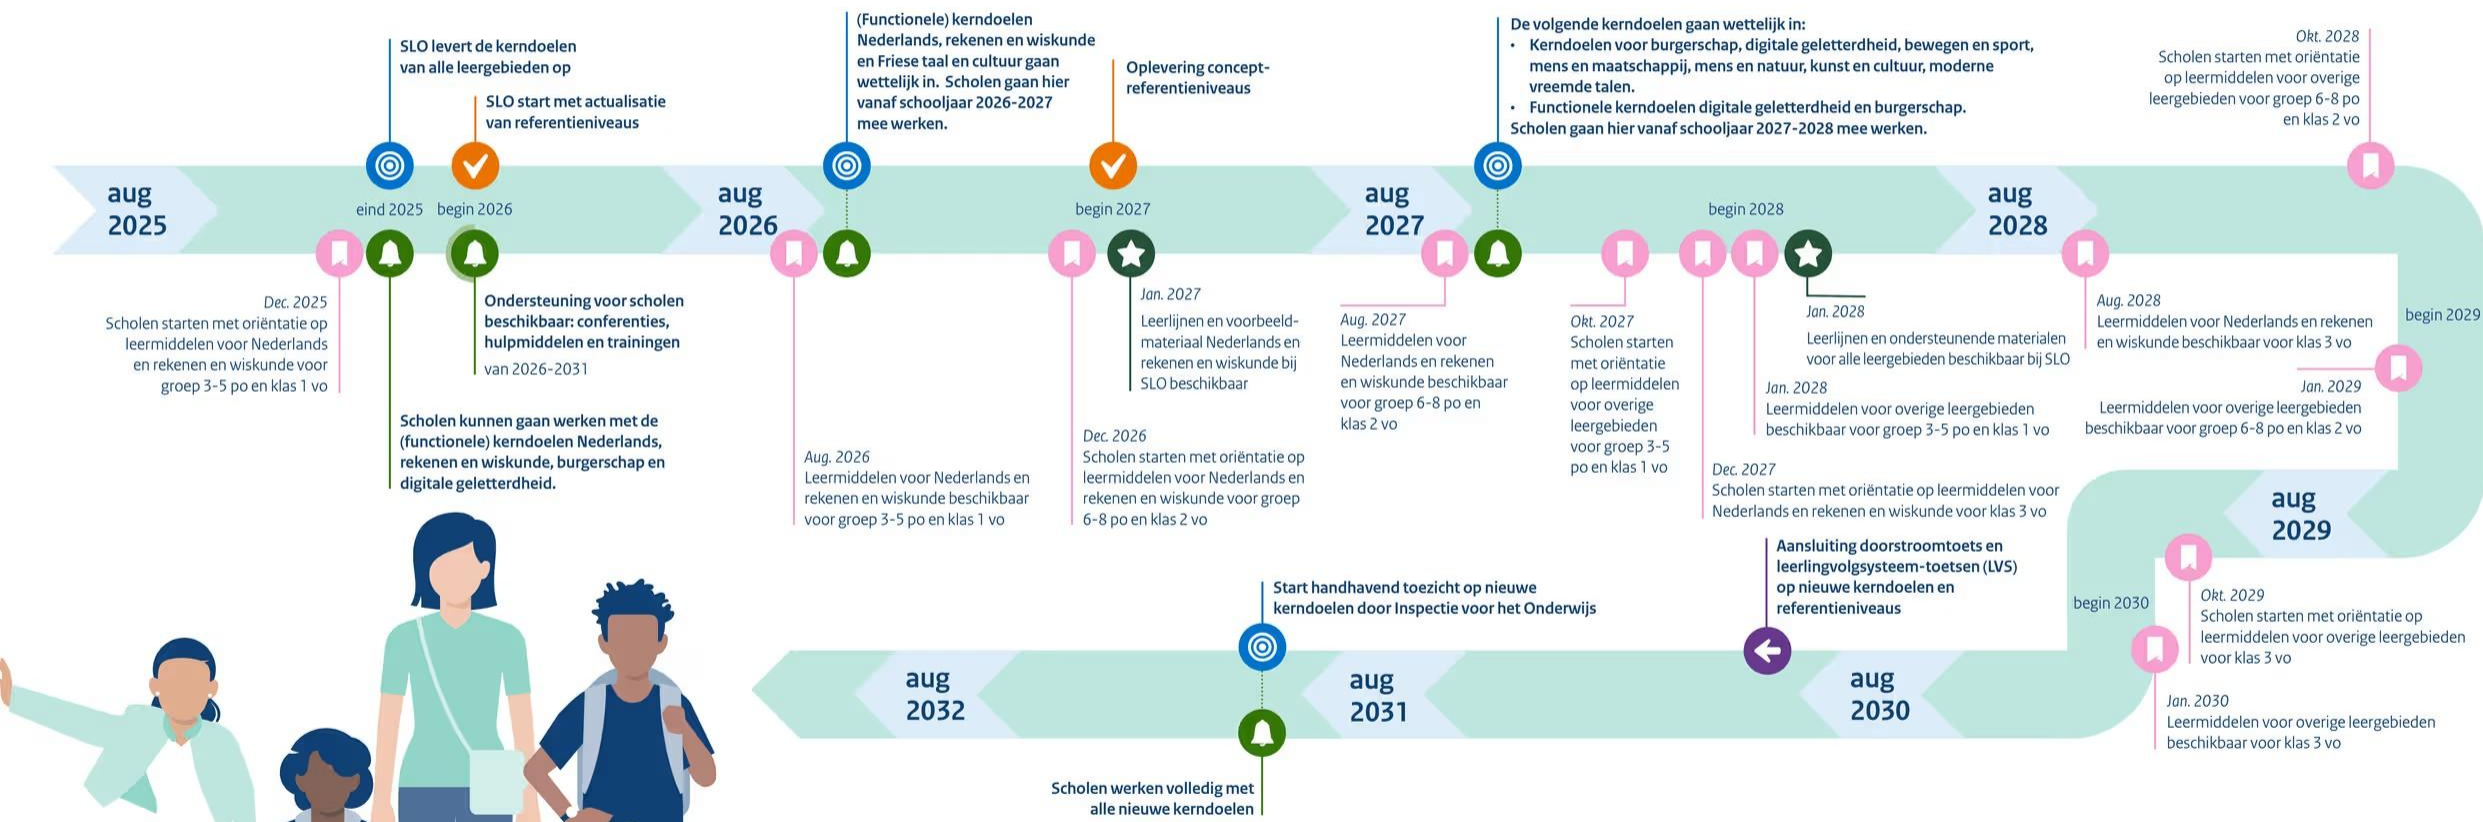 SLO levert de kerndoelen
van alle leergebieden op
SLO start met actualisatie
van referentieniveaus
(Functionele) kerndoelen
Nederlands, rekenen en wiskunde
en Friese taal en cultuur gaan
wettelijk in. Scholen gaan hier
vanaf schooljaar 2026-2027
mee werken.
Oplevering concept-
referentieniveaus
De volgende kerndoelen gaan wettelijk in:
• Kerndoelen voor burgerschap, digitale geletterdheid, bewegen en sport,
mens en maatschappij, mens en natuur, kunst en cultuur, moderne
vreemde talen.
• Functionele kerndoelen digitale geletterdheid en burgerschap.
Scholen gaan hier vanaf schooljaar 2027-2028 mee werken.
Okt. 2028
Scholen starten met oriëntatie
op leermiddelen voor overige
leergebieden voor groep 6-8 po
en klas 2 vo
aug
2025
eind 2025
begin 2026
aug
2026
begin 2027
aug
2027
begin 2028
aug
2028
Dec. 2025
Scholen starten met oriëntatie op
leermiddelen voor Nederlands
en rekenen en wiskunde voor
groep 3-5 po en klas 1 vo
Scholen kunnen gaan werken met de
(functionele) kerndoelen Nederlands,
rekenen en wiskunde, burgerschap en
digitale geletterdheid.
Ondersteuning voor scholen
beschikbaar: conferenties,
hulpmiddelen en trainingen
van 2026-2031
Aug. 2026
Leermiddelen voor Nederlands en
rekenen en wiskunde beschikbaar
voor groep 3-5 po en klas 1 vo
Dec. 2026
Scholen starten met oriëntatie op
leermiddelen voor Nederlands en
rekenen en wiskunde voor groep
6-8 po en klas 2 vo
Jan. 2027
Leerlijnen en voorbeeld-
materiaal Nederlands en
rekenen en wiskunde bij
SLO beschikbaar
Aug. 2027
Leermiddelen voor
Nederlands en rekenen
en wiskunde beschikbaar
voor groep 6-8 po en
klas 2 vo
Okt. 2027
Scholen starten
met oriëntatie
op leermiddelen
voor overige
leergebieden
voor groep 3-5
po en klas 1 vo
Dec. 2027
Scholen starten met oriëntatie op leermiddelen voor
Nederlands en rekenen en wiskunde voor klas 3 vo
Jan. 2028
Leermiddelen voor overige leergebieden
beschikbaar voor groep 3-5 po en klas 1 vo
Jan. 2028
Leerlijnen en ondersteunende materialen
voor alle leergebieden beschikbaar bij SLO
Aug. 2028
Leermiddelen voor Nederlands en rekenen
en wiskunde beschikbaar voor klas 3 vo
begin 2029
Jan. 2029
Leermiddelen voor overige leergebieden
beschikbaar voor groep 6-8 po en klas 2 vo
aug
2029
Okt. 2029
Scholen starten met oriëntatie op
leermiddelen voor overige leergebieden
voor klas 3 vo
begin 2030
Jan. 2030
Leermiddelen voor overige leergebieden
beschikbaar voor klas 3 vo
aug
2030
Aansluiting doorstroomtoets en
leerlingvolgsysteem-toetsen (LVS)
op nieuwe kerndoelen en
referentieniveaus
aug
2031
Start handhavend toezicht op nieuwe
kerndoelen door Inspectie voor het Onderwijs
Scholen werken volledig met
alle nieuwe kerndoelen
aug
2032